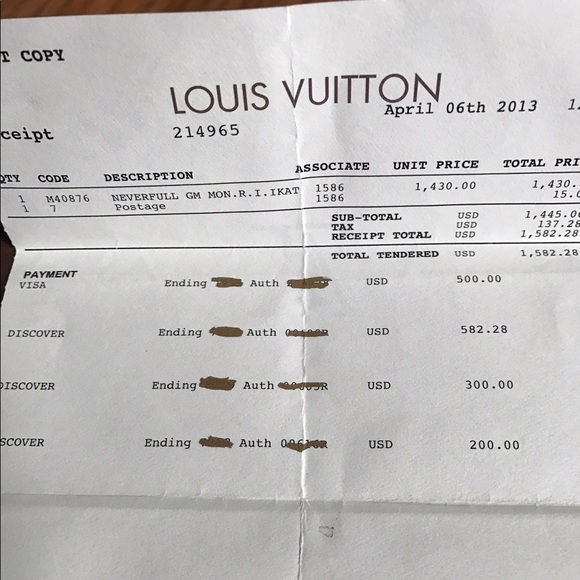 T COPY
LOUIS VUITTON
April 06th 2013
ceipt 214965
QTY CODE DESCRIPTION ASSOCIATE UNIT PRICE TOTAL PRI
1 M40876 NEVERFULL GM MON.R.I.IKAT 1586 1,430.00 1,430.
1 7 Postage 1586 15.0
SUB-TOTAL USD 1,445.00
TAX USD 137.28
RECEIPT TOTAL USD 1,582.28
TOTAL TENDERED USD 1,582.28
PAYMENT
VISA Ending Auth USD 500.00
DISCOVER Ending Auth USD 582.28
DISCOVER Ending Auth USD 300.00
SCOVER Ending Auth USD 200.00